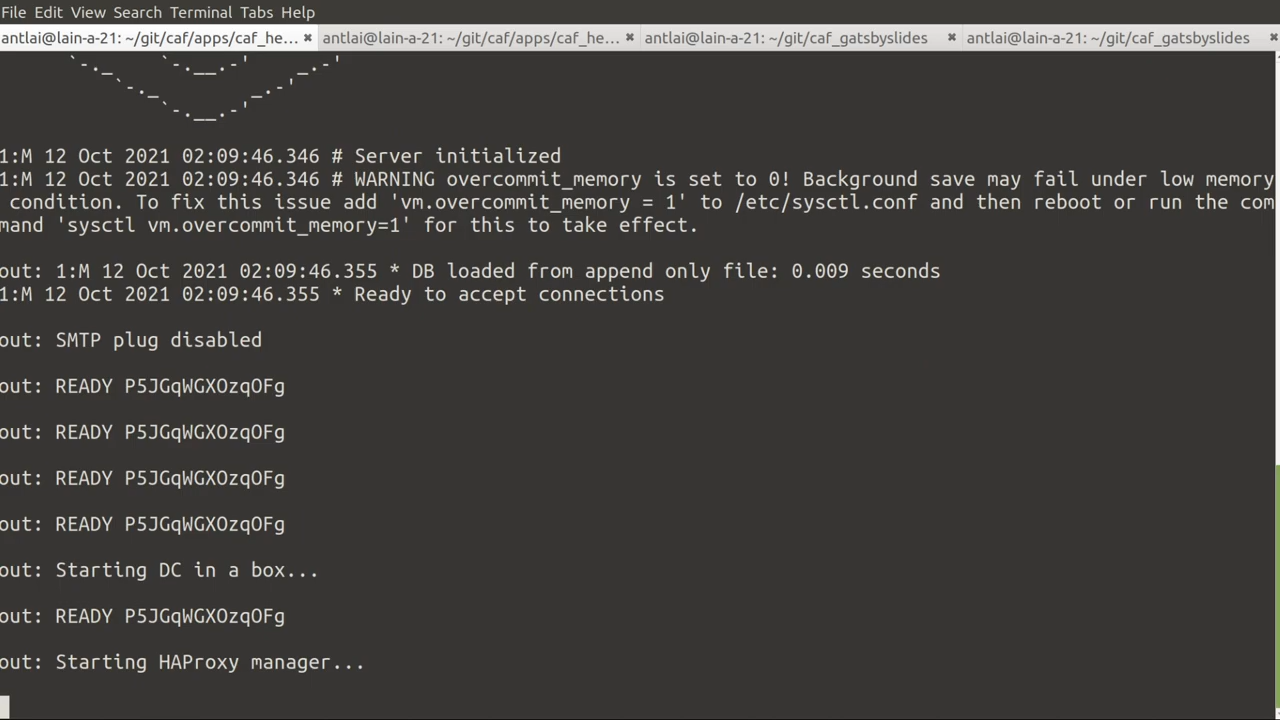 File Edit View Search Terminal Tabs Help
antlai@lain-a-21: ~/git/caf/apps/caf_he... × antlai@lain-a-21: ~/git/caf/apps/caf_he... × antlai@lain-a-21: ~/git/caf_gatsbyslides × antlai@lain-a-21: ~/git/caf_gatsbyslides ×
`-._ `-.__.-' _.-'
`-._ _.-'
`-.__.-'
1:M 12 Oct 2021 02:09:46.346 # Server initialized
1:M 12 Oct 2021 02:09:46.346 # WARNING overcommit_memory is set to 0! Background save may fail under low memory
condition. To fix this issue add 'vm.overcommit_memory = 1' to /etc/sysctl.conf and then reboot or run the com
mand 'sysctl vm.overcommit_memory=1' for this to take effect.
out: 1:M 12 Oct 2021 02:09:46.355 * DB loaded from append only file: 0.009 seconds
1:M 12 Oct 2021 02:09:46.355 * Ready to accept connections
out: SMTP plug disabled
out: READY P5JGqWGXOzqOFg
out: READY P5JGqWGXOzqOFg
out: READY P5JGqWGXOzqOFg
out: READY P5JGqWGXOzqOFg
out: Starting DC in a box...
out: READY P5JGqWGXOzqOFg
out: Starting HAProxy manager...